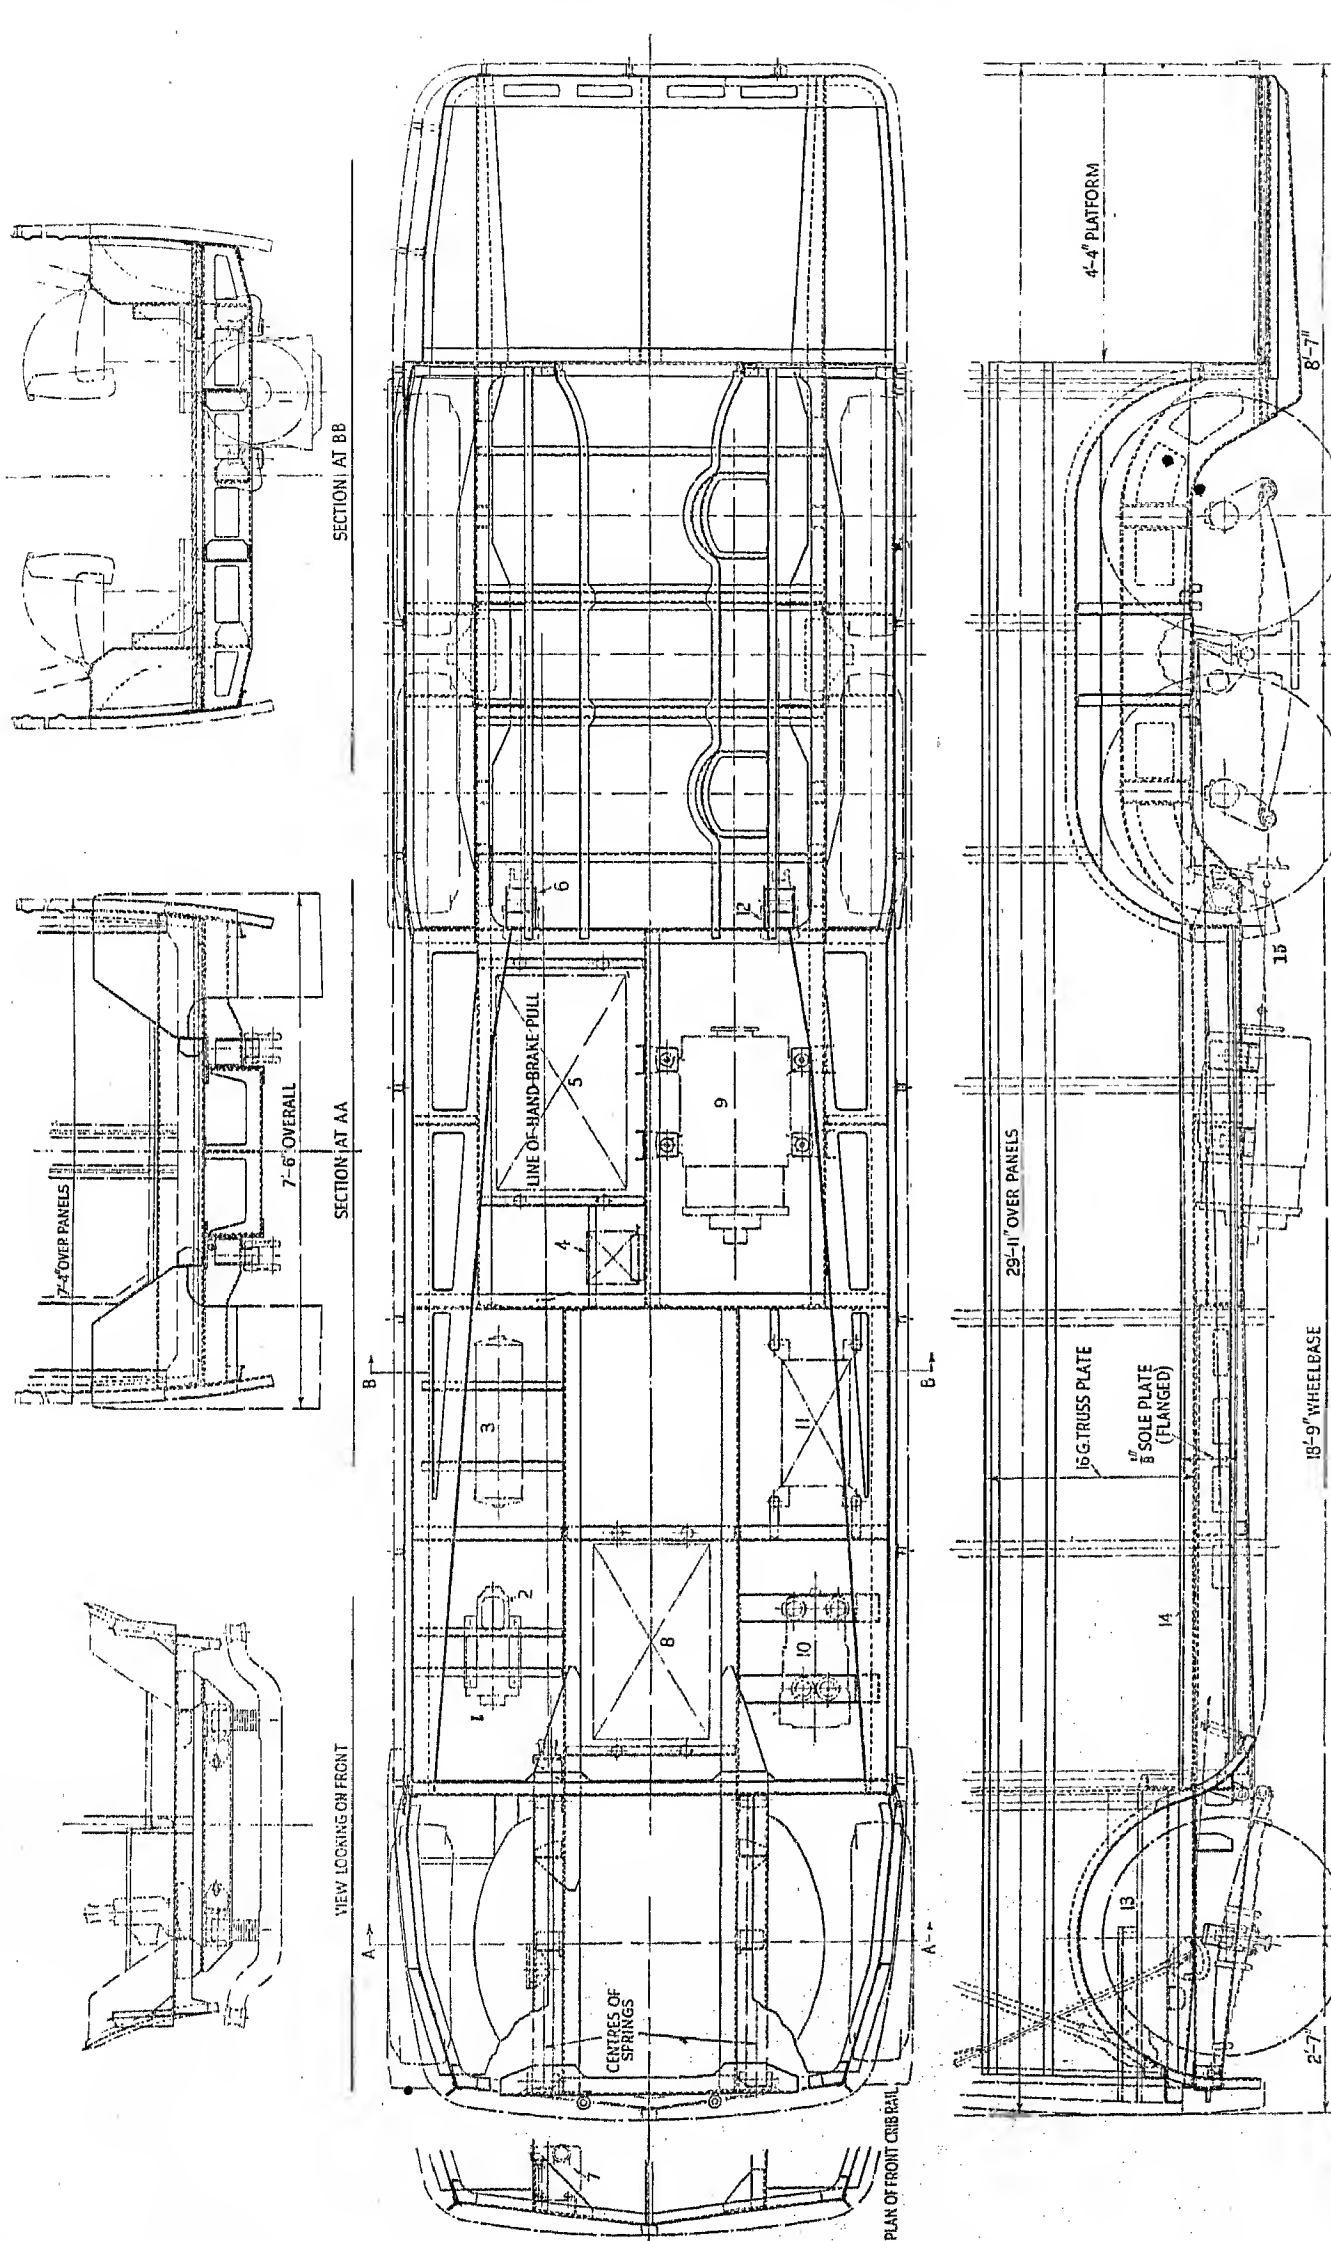 SECTION AT BB
7'-4" OVER PANELS
7'-6" OVERALL
SECTION AT AA
VIEW LOOKING ON FRONT
6
12
LINE OF HAND-BRAKE PULL
5
9
4
B
B
3
11
2
1
8
10
A
A
CENTRES OF
SPRINGS
7
PLAN OF FRONT CRIB RAIL
4'-4" PLATFORM
8'-7"
15
29'-11" OVER PANELS
16 G. TRUSS PLATE
1/8" SOLE PLATE
(FLANGED)
18'-9" WHEELBASE
14
13
2'-7"